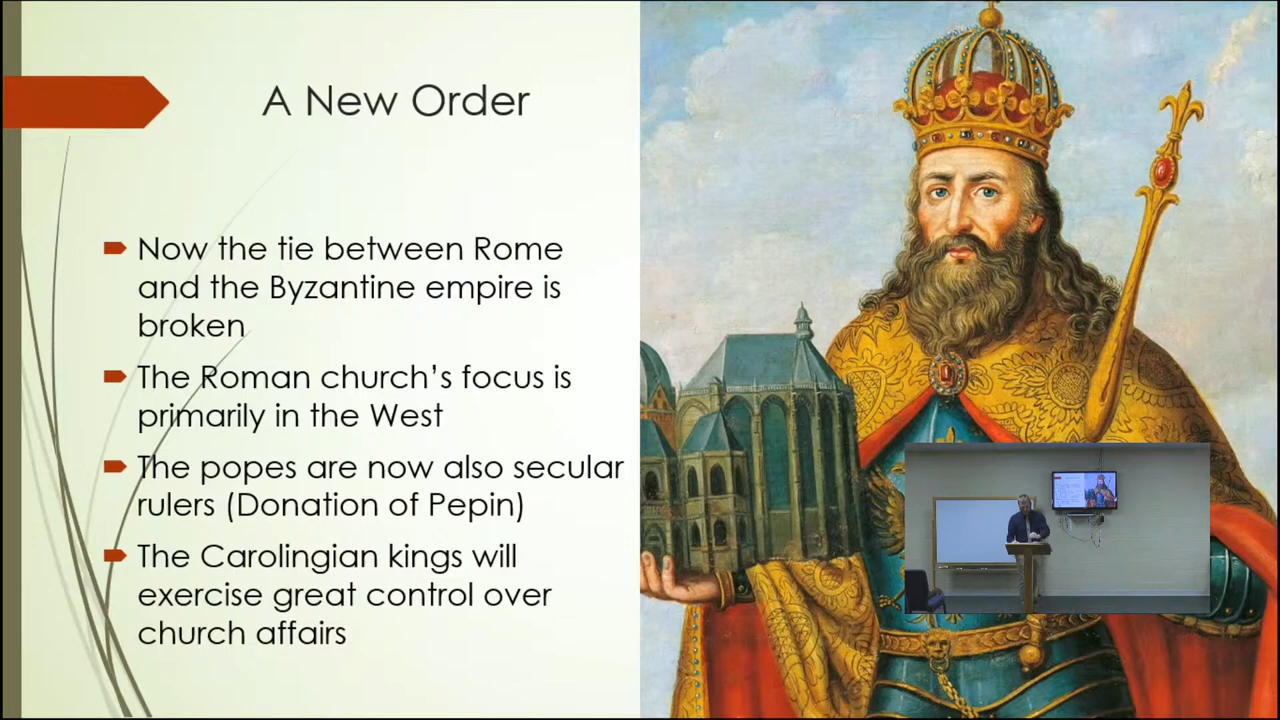 A New Order
Now the tie between Rome
and the Byzantine empire is
broken
The Roman church’s focus is
primarily in the West
The popes are now also secular
rulers (Donation of Pepin)
The Carolingian kings will
exercise great control over
church affairs